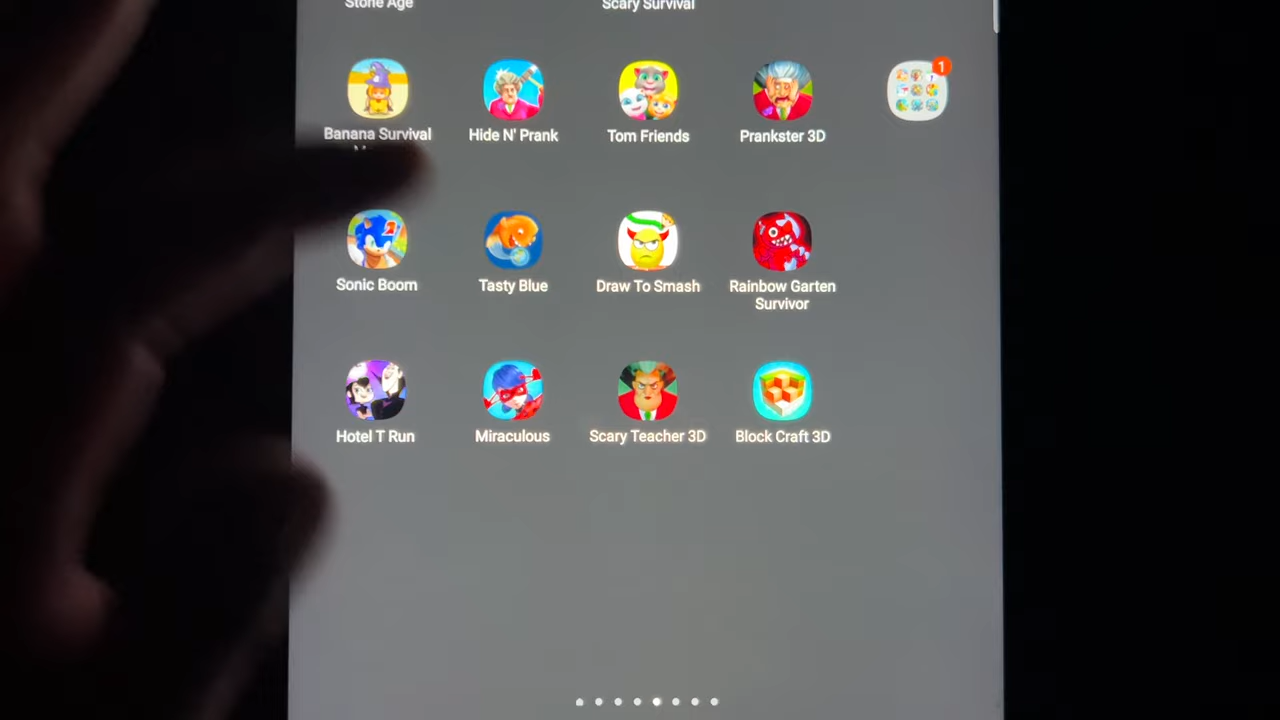 Stone Age
Scary Survival
1
Banana Survival
Hide N' Prank
Tom Friends
Prankster 3D
Sonic Boom
Tasty Blue
Draw To Smash
Rainbow Garten
Survivor
Hotel T Run
Miraculous
Scary Teacher 3D
Block Craft 3D